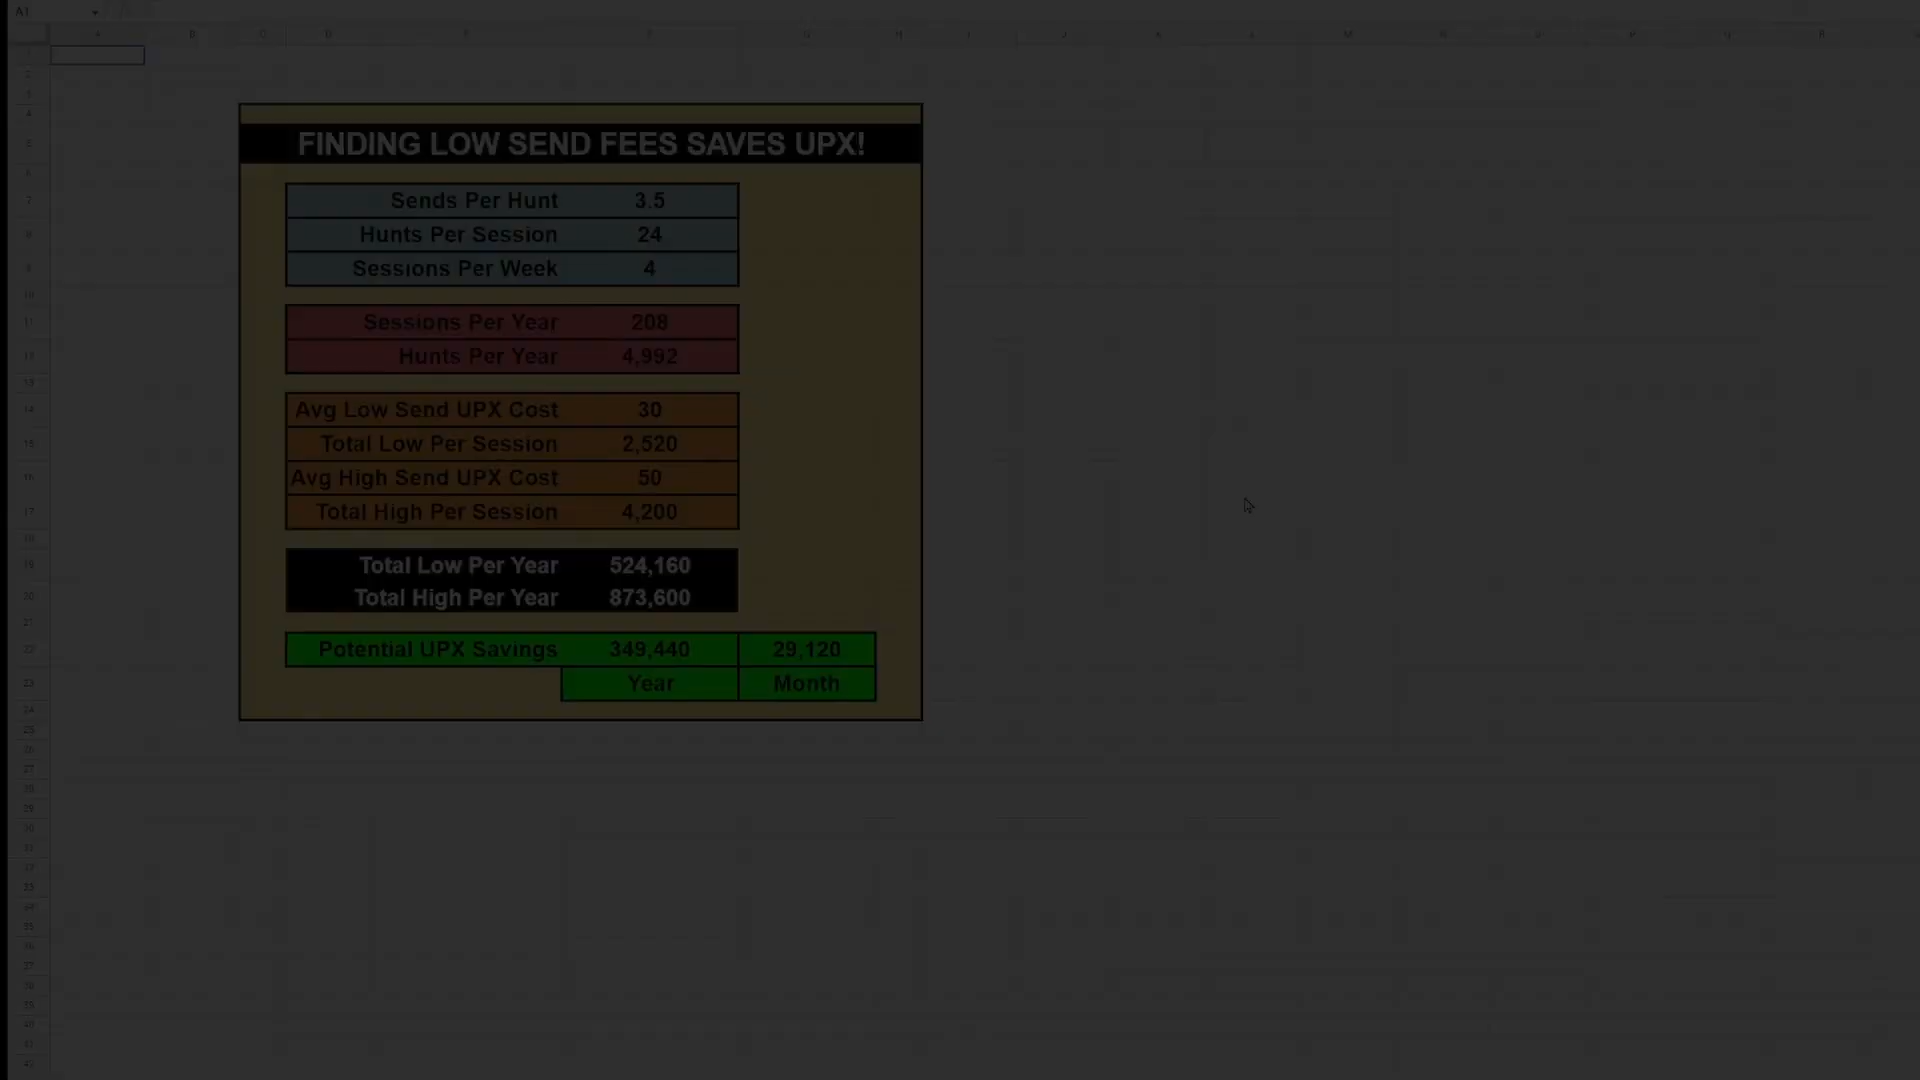 A1
FINDING LOW SEND FEES SAVES UPX!
Sends Per Hunt 3.5
Hunts Per Session 24
Sessions Per Week 4
Sessions Per Year 208
Hunts Per Year 4,992
Avg Low Send UPX Cost 30
Total Low Per Session 2,520
Avg High Send UPX Cost 50
Total High Per Session 4,200
Total Low Per Year 524,160
Total High Per Year 873,600
Potential UPX Savings 349,440 29,120
Year Month